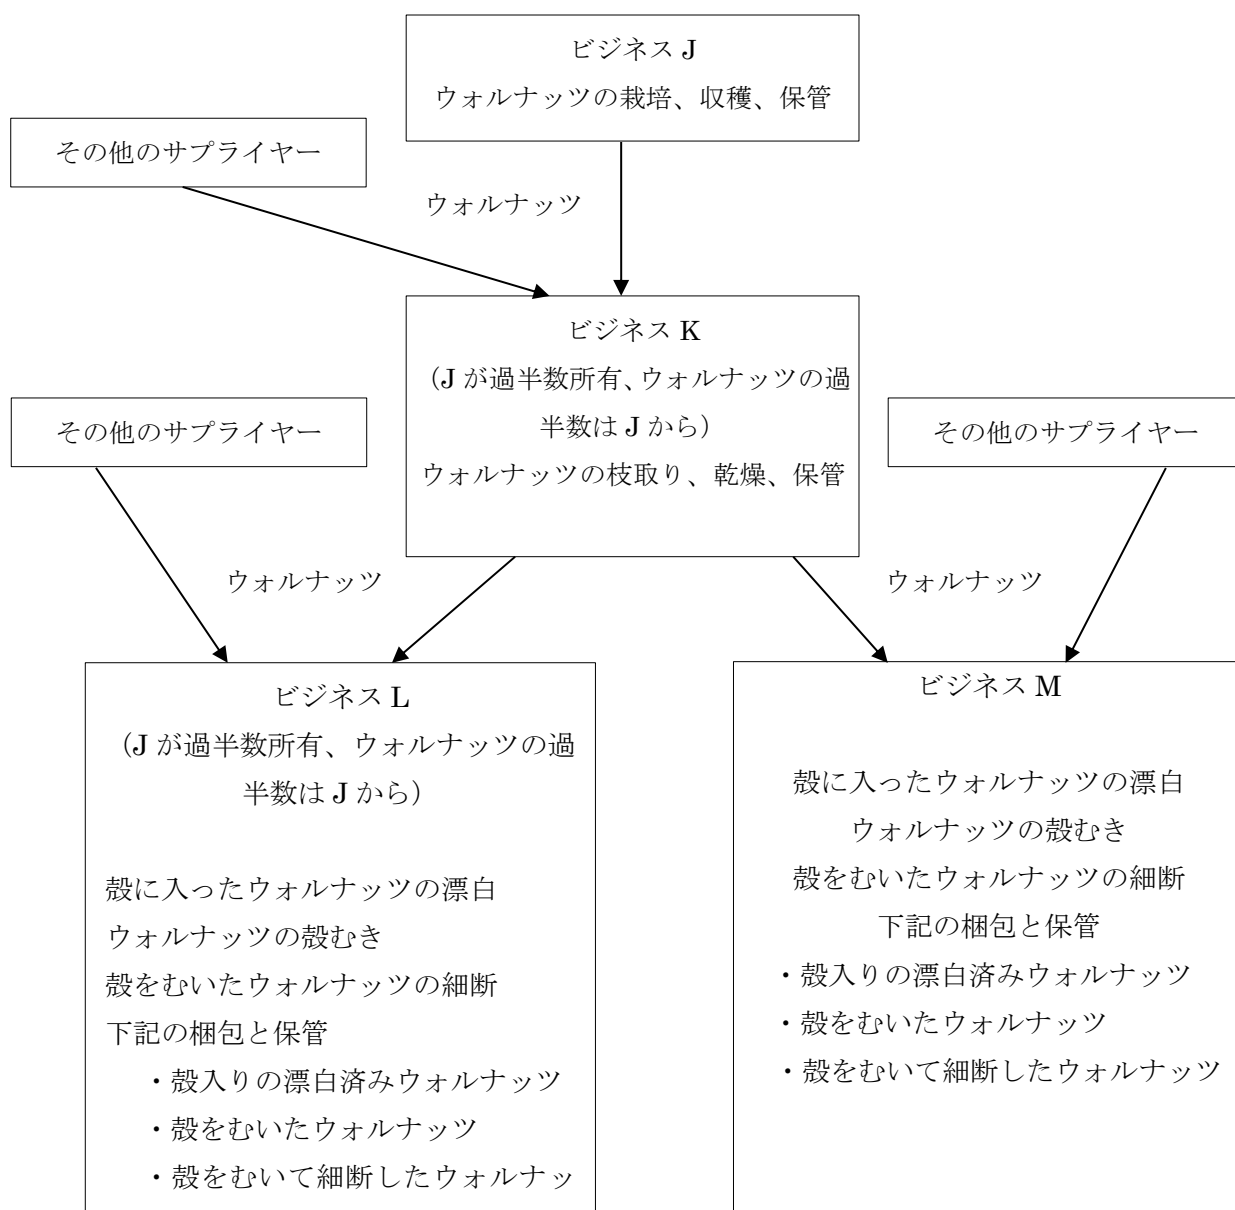 ビジネス J
ウォルナッツの栽培、収穫、保管
その他のサプライヤー
ウォルナッツ
ビジネス K
（J が過半数所有、ウォルナッツの過
半数は J から）
ウォルナッツの枝取り、乾燥、保管
その他のサプライヤー
その他のサプライヤー
ウォルナッツ
ウォルナッツ
ビジネス L
（J が過半数所有、ウォルナッツの過
半数は J から）
殻に入ったウォルナッツの漂白
ウォルナッツの殻むき
殻をむいたウォルナッツの細断
下記の梱包と保管
・殻入りの漂白済みウォルナッツ
・殻をむいたウォルナッツ
・殻をむいて細断したウォルナッ
ビジネス M
殻に入ったウォルナッツの漂白
ウォルナッツの殻むき
殻をむいたウォルナッツの細断
下記の梱包と保管
・殻入りの漂白済みウォルナッツ
・殻をむいたウォルナッツ
・殻をむいて細断したウォルナッツ